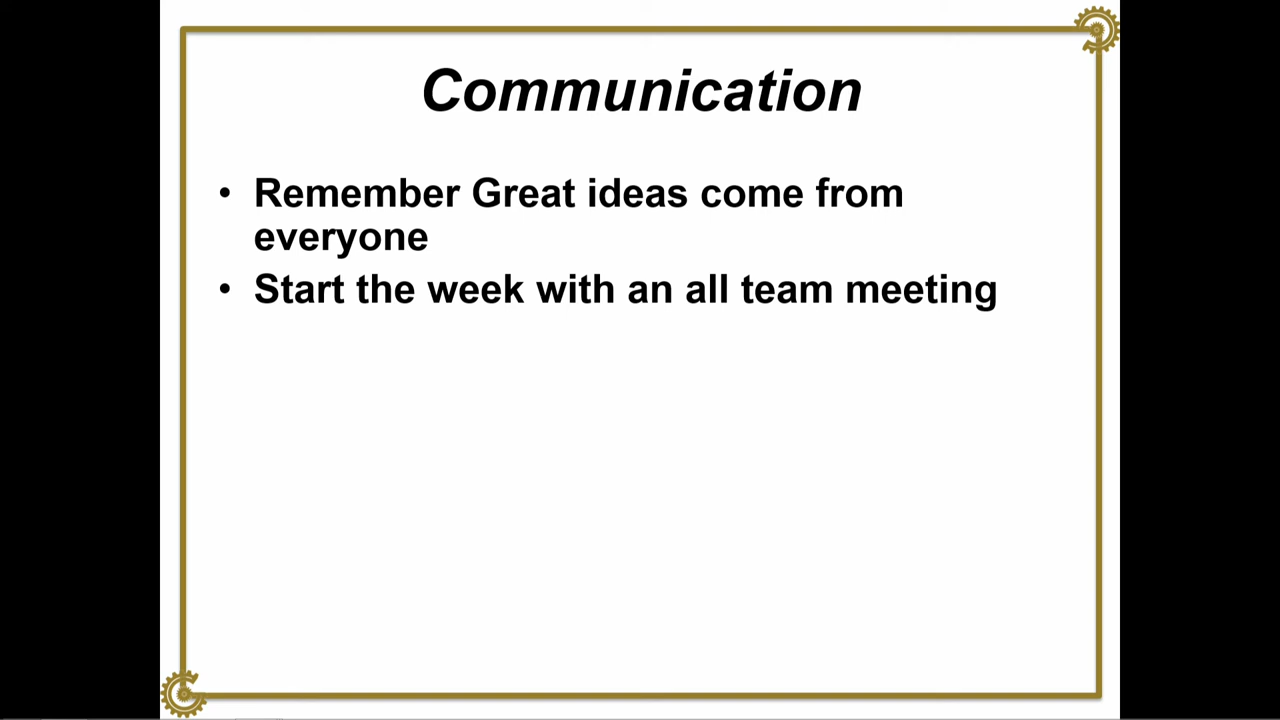 Communication
• Remember Great ideas come from
everyone
• Start the week with an all team meeting